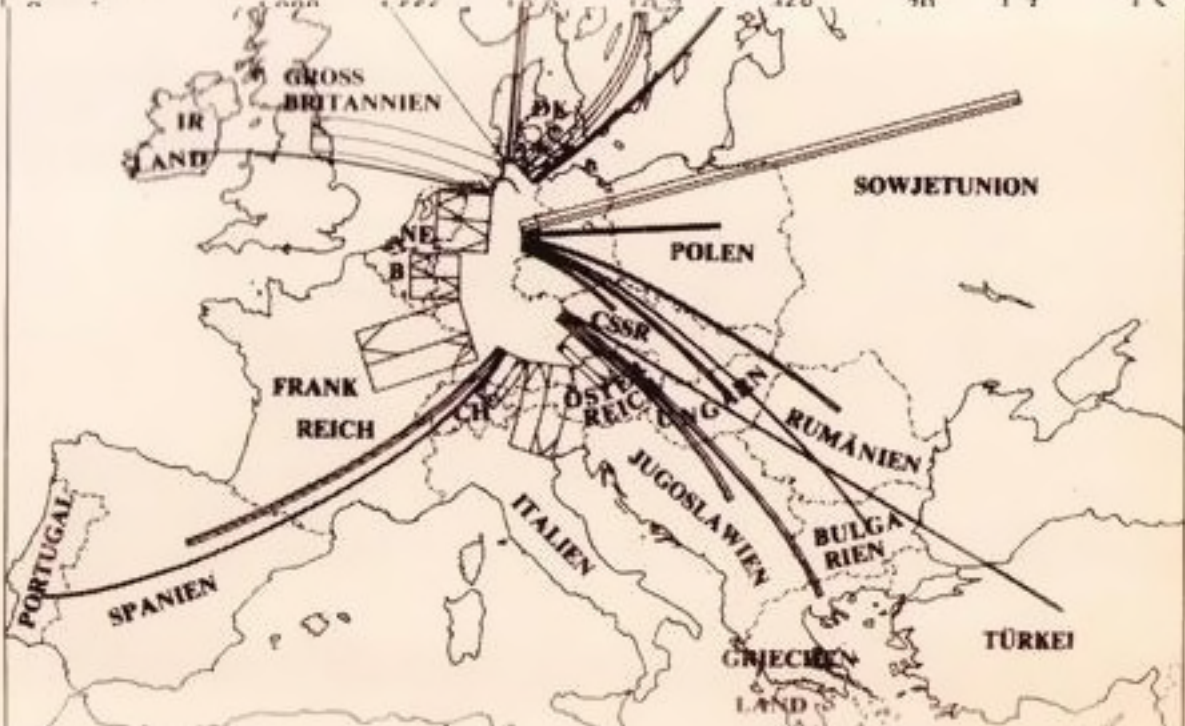 GROSS
BRITANNIEN
DK
IR
LAND
SOWJETUNION
NE
POLEN
B
CSSR
FRANK
REICH
CH
ÖSTER
REICH
UNGARN
RUMÄNIEN
JUGOSLAWIEN
ITALIEN
BULGA
RIEN
PORTUGAL
SPANIEN
TÜRKEI
GRIECHEN
LAND